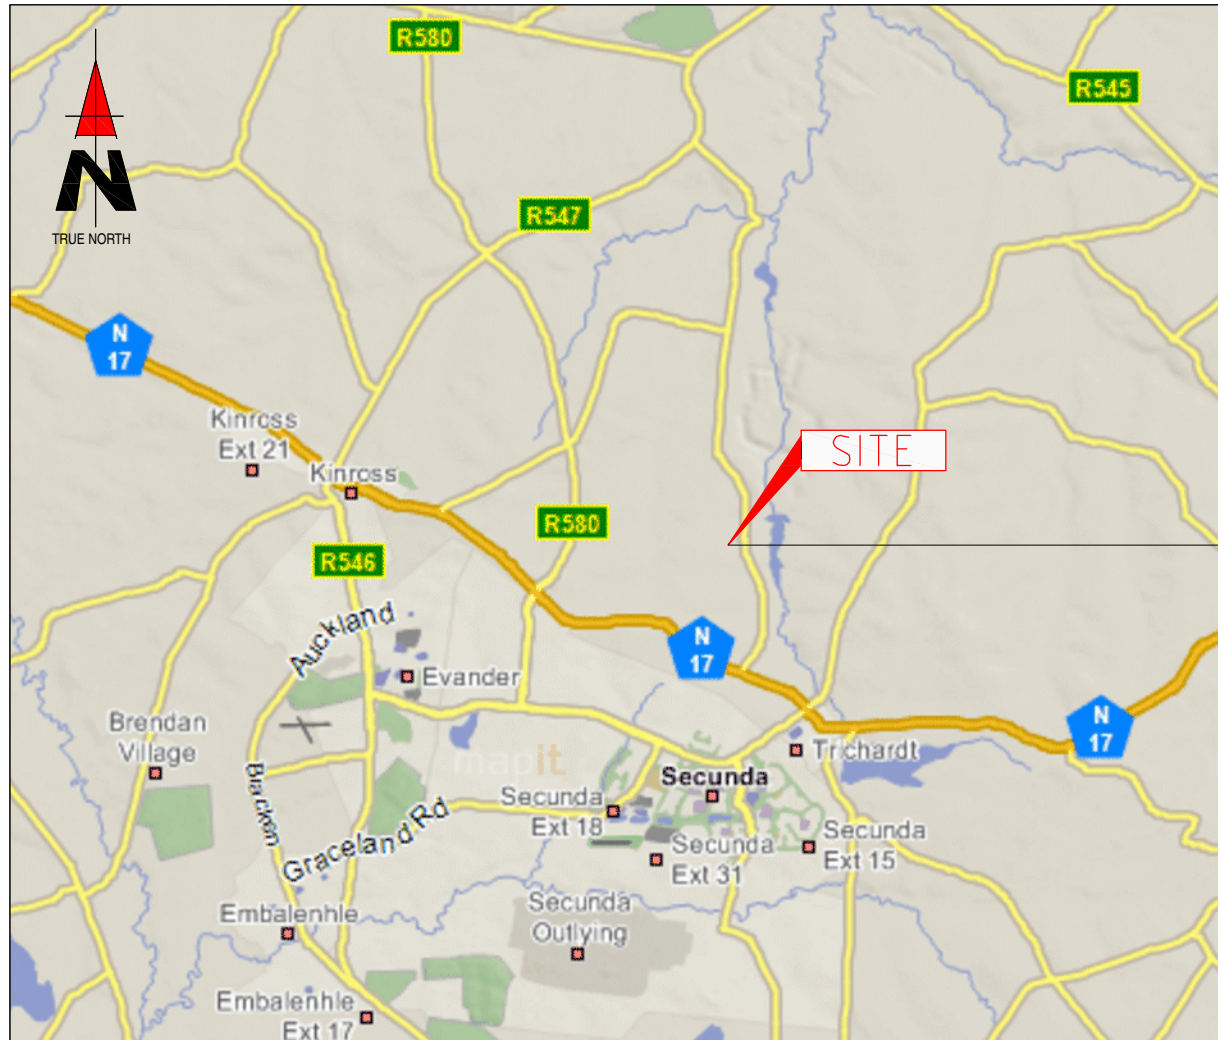 R580
R545
N
TRUE NORTH
R547
N
17
Kinross
Ext 21
SITE
Kinross
R580
R546
Auckland
N
17
Evander
Brendan
Village
N
17
Trichardt
mapit
Secunda
Bracken
Secunda
Ext 18
Graceland Rd
Secunda
Ext 31
Secunda
Ext 15
Embalenhle
Secunda
Outlying
Embalenhle
Ext 17